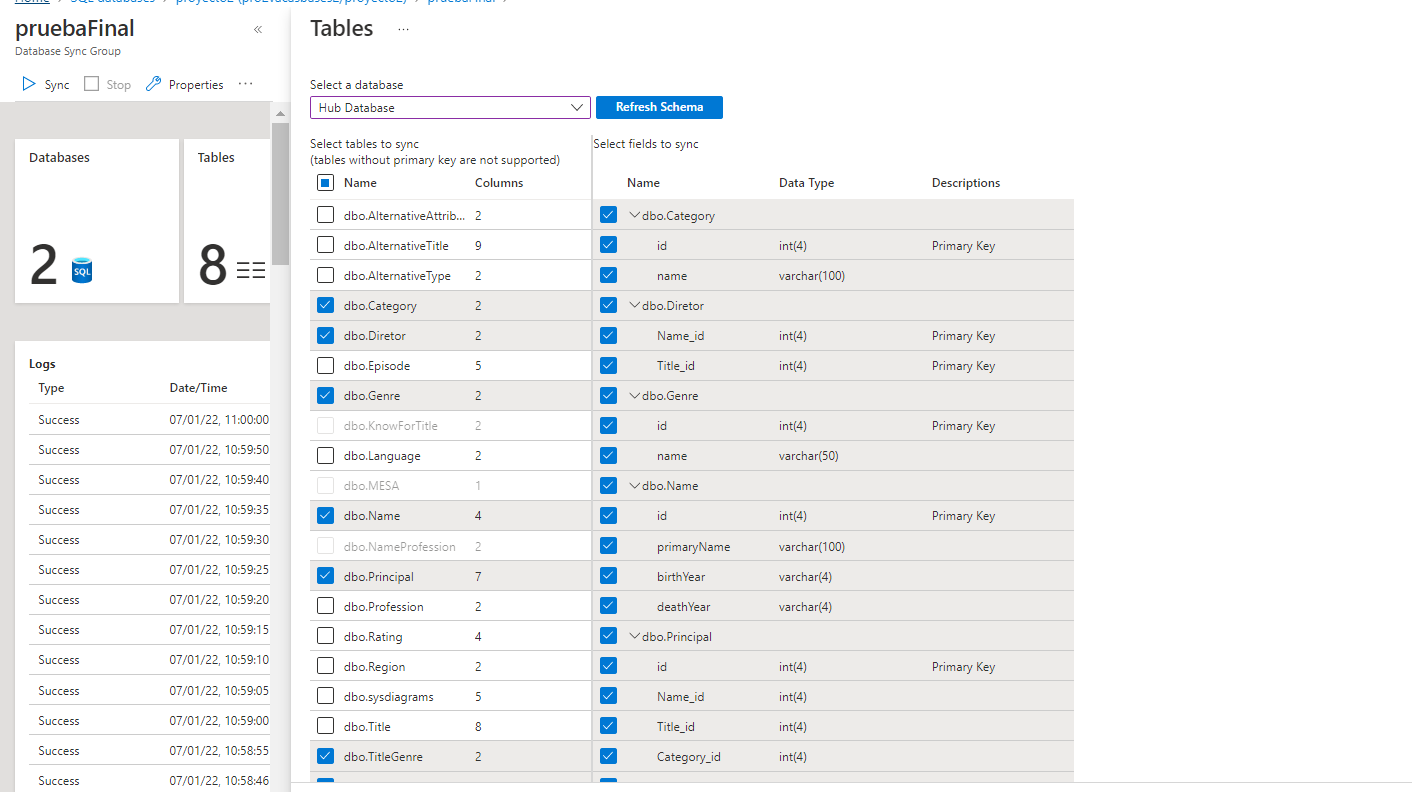 pruebaFinal
«
Database Sync Group
Sync
Stop
Properties
...
Databases
2
SQL
Tables
8
Logs
Type Date/Time
Success 07/01/22, 11:00:00
Success 07/01/22, 10:59:50
Success 07/01/22, 10:59:40
Success 07/01/22, 10:59:35
Success 07/01/22, 10:59:30
Success 07/01/22, 10:59:25
Success 07/01/22, 10:59:20
Success 07/01/22, 10:59:15
Success 07/01/22, 10:59:10
Success 07/01/22, 10:59:05
Success 07/01/22, 10:59:00
Success 07/01/22, 10:58:55
Success 07/01/22, 10:58:46
Tables ...
Select a database
Hub Database
Refresh Schema
Select tables to sync
(tables without primary key are not supported)
Name Columns
dbo.AlternativeAttrib... 2
dbo.AlternativeTitle 9
dbo.AlternativeType 2
dbo.Category 2
dbo.Diretor 2
dbo.Episode 5
dbo.Genre 2
dbo.KnowForTitle 2
dbo.Language 2
dbo.MESA 1
dbo.Name 4
dbo.NameProfession 2
dbo.Principal 7
dbo.Profession 2
dbo.Rating 4
dbo.Region 2
dbo.sysdiagrams 5
dbo.Title 8
dbo.TitleGenre 2
Select fields to sync
Name Data Type Descriptions
dbo.Category
id int(4) Primary Key
name varchar(100)
dbo.Diretor
Name_id int(4) Primary Key
Title_id int(4) Primary Key
dbo.Genre
id int(4) Primary Key
name varchar(50)
dbo.Name
id int(4) Primary Key
primaryName varchar(100)
birthYear varchar(4)
deathYear varchar(4)
dbo.Principal
id int(4) Primary Key
Name_id int(4)
Title_id int(4)
Category_id int(4)